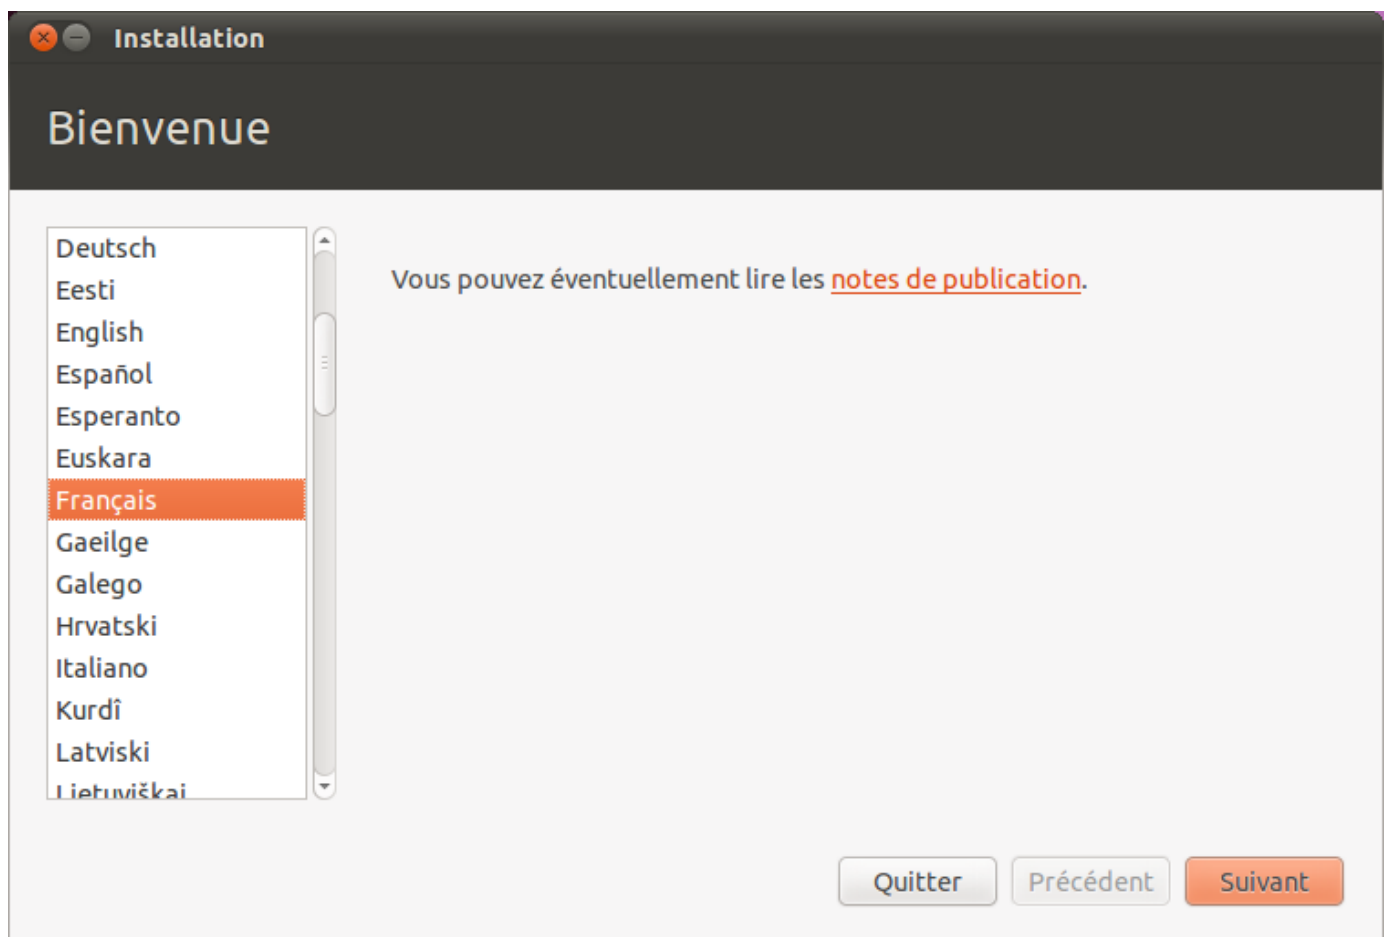 Installation
Bienvenue
Deutsch
Eesti
English
Español
Esperanto
Euskara
Français
Gaeilge
Galego
Hrvatski
Italiano
Kurdî
Latviski
Lietuviškai
Vous pouvez éventuellement lire les notes de publication.
Quitter Précédent Suivant